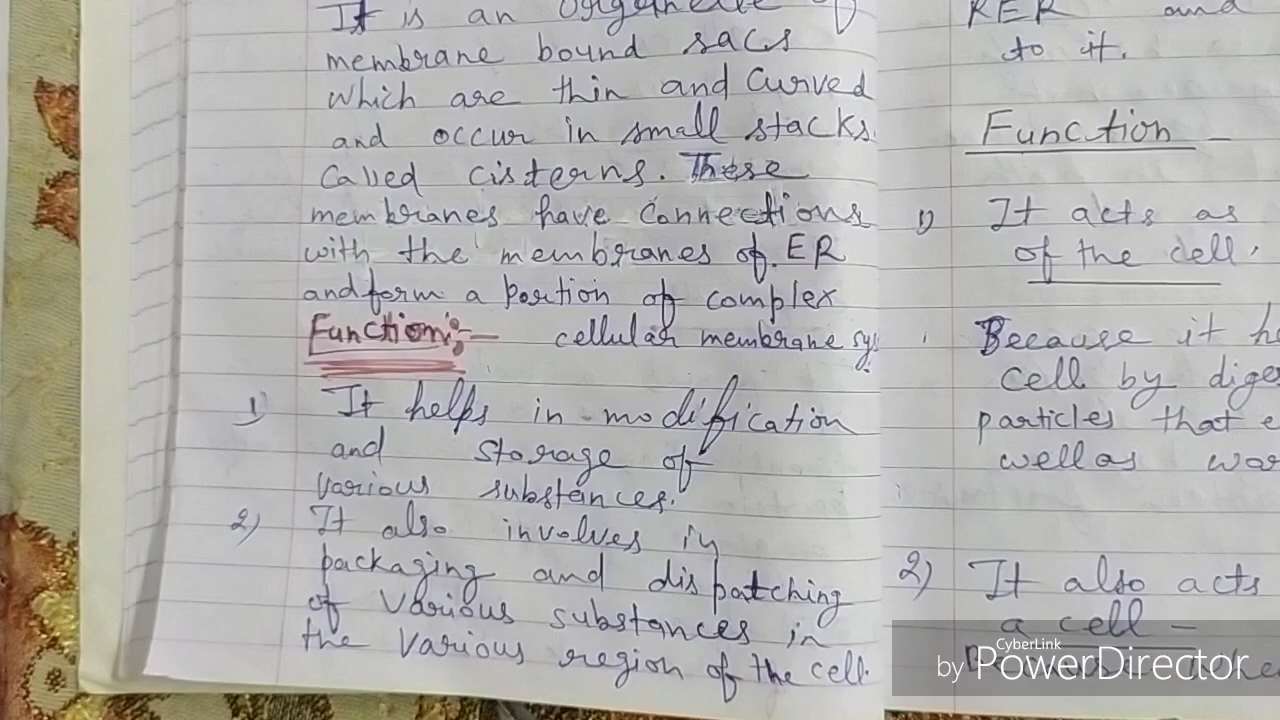 It is an Organelle of
membrane bound sacs
which are thin and Curved
and occur in small stacks.
Called cisterns. These
membranes have Connections
with the membranes of ER
and form a Portion of complex
Function:- cellular membrane sys
1) It helps in modification
and storage of
various substances.
2) It also involves in
packaging and dispatching
of various substances in
the various region of the cell.
RER and
to it.
Function -
1) It acts as
of the cell.
Because it h
cell by diges
particles that e
well as wor
2) It also acts
a cell -
by CyberLink PowerDirector